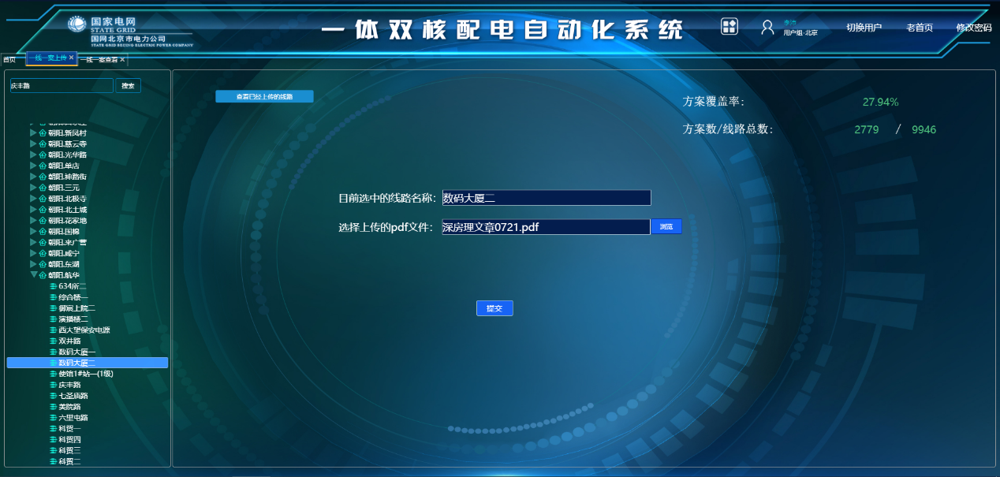 国家电网
STATE GRID
国网北京市电力公司
STATE GRID BEIJING ELECTRIC POWER COMPANY
一体双核配电自动化系统
用户组:北京
切换用户
老首页
修改密码
首页
一线一案上传 ×
一线一案查看 ×
庆丰路
搜索
查看已经上传的线路
方案覆盖率:
27.94%
方案数/线路总数:
2779 / 9946
朝阳.新凤村
朝阳.慈云寺
朝阳.光华路
朝阳.单店
朝阳.神路街
朝阳.三元
朝阳.北极寺
朝阳.北土城
朝阳.花家地
朝阳.国棉
朝阳.来广营
朝阳.咸宁
朝阳.东湖
朝阳.航华
634所二
综合楼一
御宸上院二
演播楼二
西大望保安电源
双井路
数码大厦一
数码大厦二
使馆1#站一(1级)
庆丰路
七圣庙路
美院路
六里屯路
科贸一
科贸四
科贸三
科贸二
目前选中的线路名称:
数码大厦二
选择上传的pdf文件:
深房理文章0721.pdf
浏览
提交